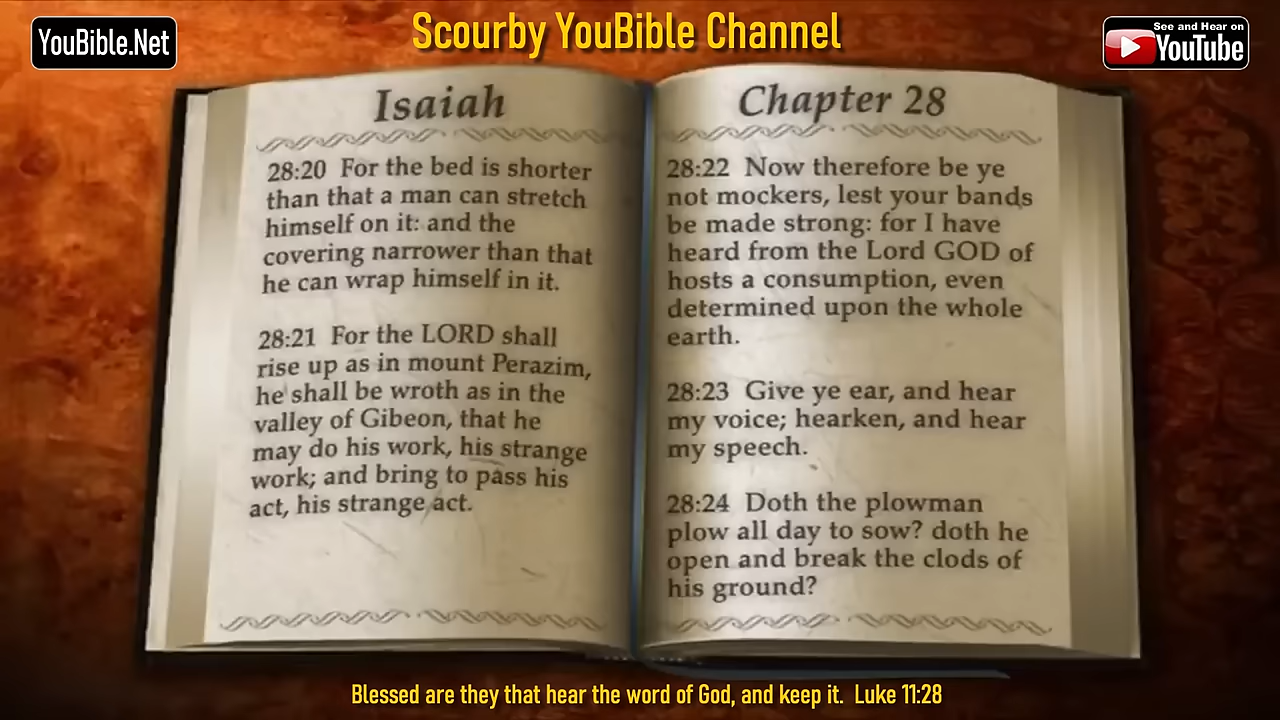 YouBible.Net
Scourby YouBible Channel
See and Hear on
YouTube
Isaiah
28:20 For the bed is shorter
than that a man can stretch
himself on it: and the
covering narrower than that
he can wrap himself in it.
28:21 For the LORD shall
rise up as in mount Perazim,
he shall be wroth as in the
valley of Gibeon, that he
may do his work, his strange
work; and bring to pass his
act, his strange act.
Chapter 28
28:22 Now therefore be ye
not mockers, lest your bands
be made strong: for I have
heard from the Lord GOD of
hosts a consumption, even
determined upon the whole
earth.
28:23 Give ye ear, and hear
my voice; hearken, and hear
my speech.
28:24 Doth the plowman
plow all day to sow? doth he
open and break the clods of
his ground?
Blessed are they that hear the word of God, and keep it. Luke 11:28